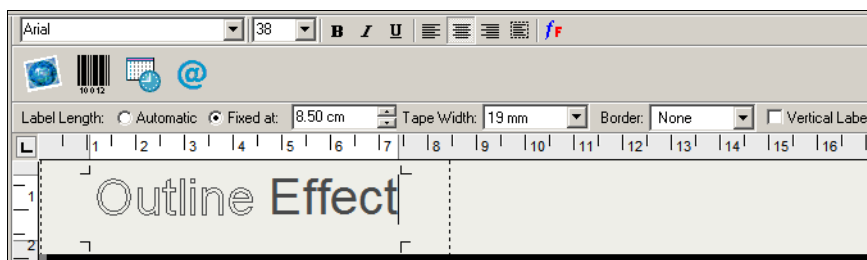 Arial 38 B I U fF
10012 @
Label Length: Automatic Fixed at: 8.50 cm Tape Width: 19 mm Border: None Vertical Labe
L 1 2 3 4 5 6 7 8 9 10 11 12 13 14 15 16
1 Outline Effect
2